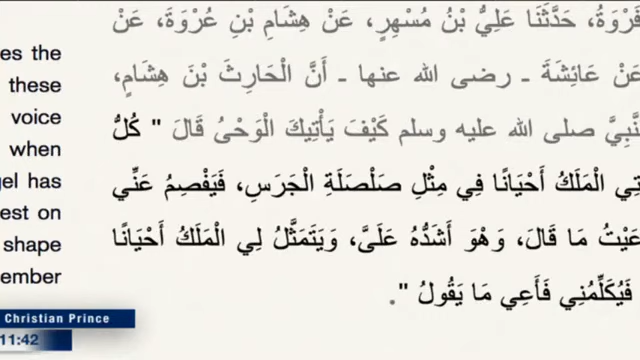 فَرْوَةُ، حَدَّثَنَا عَلِيُّ بْنُ مُسْهِرٍ، عَنْ هِشَامِ بْنِ عُرْوَةَ، عَنْ
عَنْ عَائِشَةَ ـ رضى الله عنها ـ أَنَّ الْحَارِثَ بْنَ هِشَامٍ،
نَّبِيَّ صلى الله عليه وسلم كَيْفَ يَأْتِيكَ الْوَحْىُ قَالَ " كُلُّ
تِي الْمَلَكُ أَحْيَانًا فِي مِثْلِ صَلْصَلَةِ الْجَرَسِ، فَيَفْصِمُ عَنِّي
عَيْتُ مَا قَالَ، وَهْوَ أَشَدُّهُ عَلَىَّ، وَيَتَمَثَّلُ لِي الْمَلَكُ أَحْيَانًا
فَيُكَلِّمُنِي فَأَعِي مَا يَقُولُ ".
es the
these
voice
when
gel has
est on
shape
ember
Christian Prince
11:42